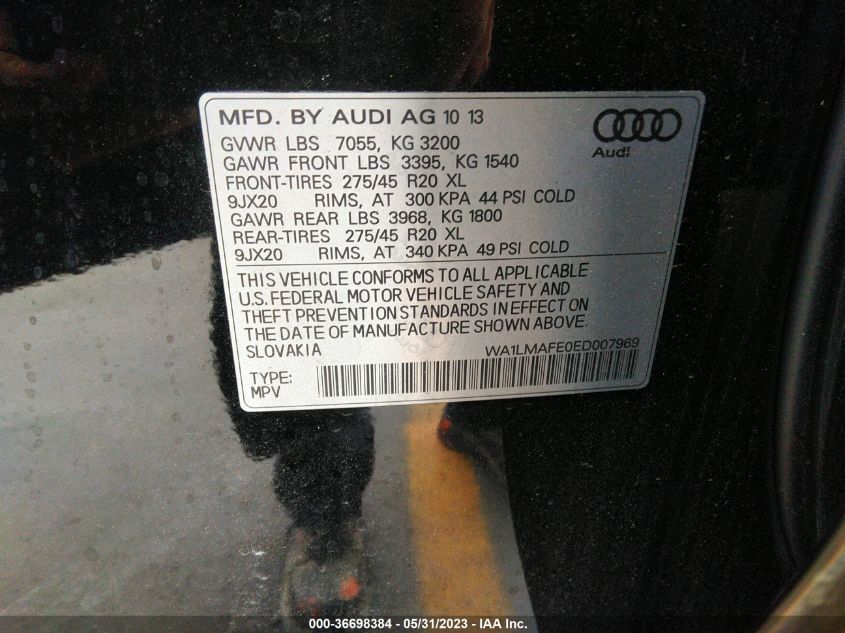 MFD. BY AUDI AG 10 13
Audi
GVWR LBS 7055, KG 3200
GAWR FRONT LBS 3395, KG 1540
FRONT-TIRES 275/45 R20 XL
9JX20 RIMS, AT 300 KPA 44 PSI COLD
GAWR REAR LBS 3968, KG 1800
REAR-TIRES 275/45 R20 XL
9JX20 RIMS, AT 340 KPA 49 PSI COLD
THIS VEHICLE CONFORMS TO ALL APPLICABLE
U.S. FEDERAL MOTOR VEHICLE SAFETY AND
THEFT PREVENTION STANDARDS IN EFFECT ON
THE DATE OF MANUFACTURE SHOWN ABOVE.
SLOVAKIA WA1LMAFE0ED007969
TYPE:
MPV
000-36698384 - 05/31/2023 - IAA Inc.